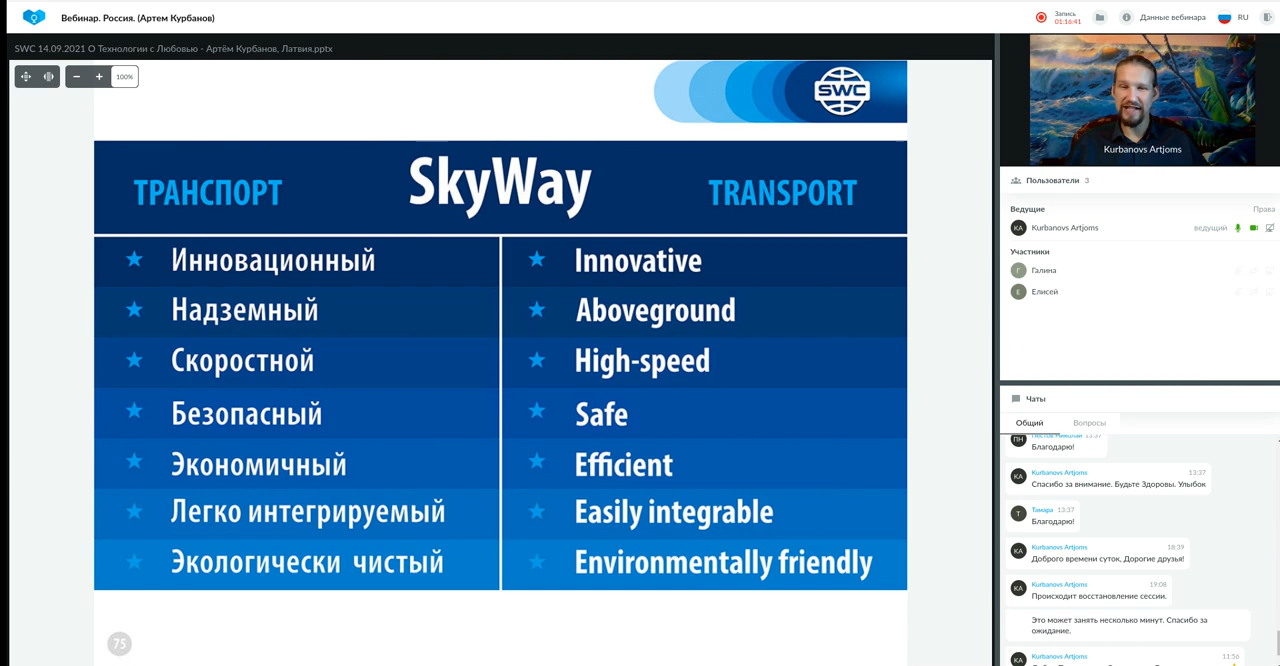 Вебинар. Россия. (Артем Курбанов)
Запись
01:16:41
Данные вебинара
RU
SWC 14.09.2021 О Технологии с Любовью - Артём Курбанов, Латвия.pptx
100%
SWC
ТРАНСПОРТ SkyWay TRANSPORT
Инновационный
Innovative
Надземный
Aboveground
Скоростной
High-speed
Безопасный
Safe
Экономичный
Efficient
Легко интегрируемый
Easily integrable
Экологически чистый
Environmentally friendly
75
Kurbanovs Artjoms
Пользователи 3
Ведущие
Права
KA Kurbanovs Artjoms ведущий
Участники
Г Галина
Е Елисей
Чаты
Общий
Вопросы
ПН
13:37
Благодарю!
KA Kurbanovs Artjoms 13:37
Спасибо за внимание. Будьте Здоровы. Улыбок
Т Тамара 13:37
Благодарю!
KA Kurbanovs Artjoms 18:39
Доброго времени суток, Дорогие друзья!
KA Kurbanovs Artjoms 19:08
Происходит восстановление сессии.
Это может занять несколько минут. Спасибо за
ожидание.
KA Kurbanovs Artjoms 11:56